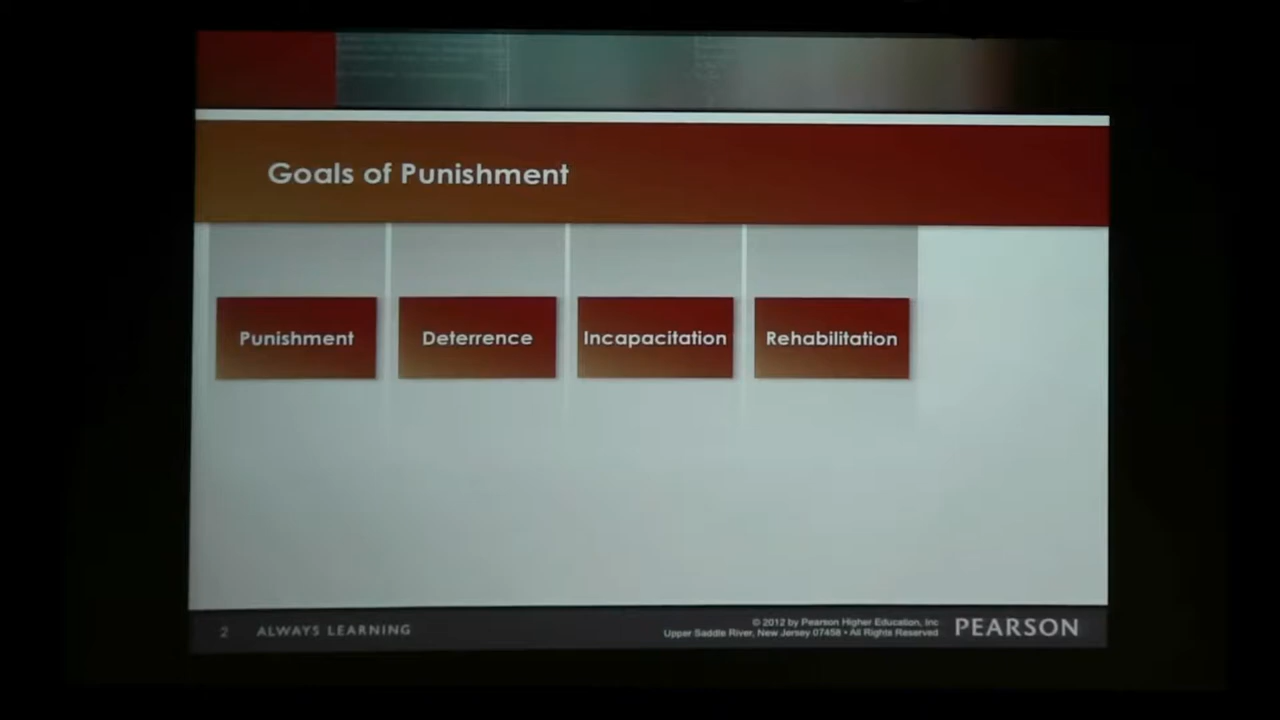 Goals of Punishment
Punishment
Deterrence
Incapacitation
Rehabilitation
2
ALWAYS LEARNING
© 2012 by Pearson Higher Education, Inc
Upper Saddle River, New Jersey 07458 • All Rights Reserved
PEARSON